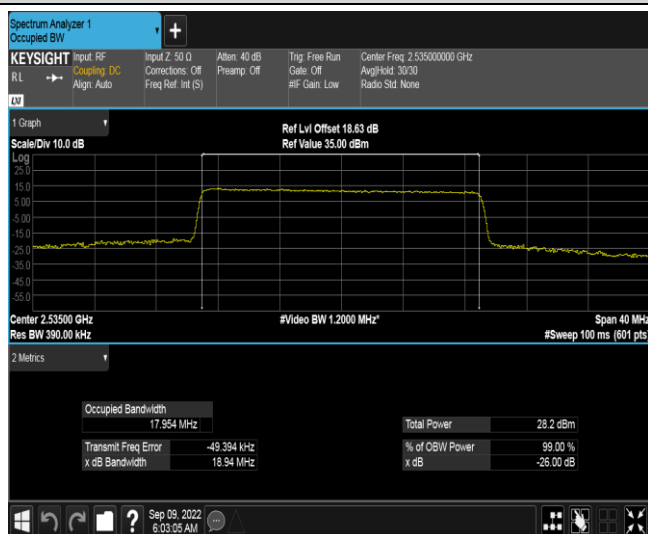 Spectrum Analyzer 1
Occupied BW
+
KEYSIGHT
RL
LXI
Input: RF
Coupling: DC
Align: Auto
Input Z: 50 Ω
Corrections: Off
Freq Ref: Int (S)
Atten: 40 dB
Preamp: Off
Trig: Free Run
Gate: Off
#IF Gain: Low
Center Freq: 2.535000000 GHz
Avg|Hold: 30/30
Radio Std: None
1 Graph
Scale/Div 10.0 dB
Ref Lvl Offset 18.63 dB
Ref Value 35.00 dBm
Log
25.0
15.0
5.00
-5.00
-15.0
-25.0
-35.0
-45.0
-55.0
Center 2.53500 GHz
Res BW 390.00 kHz
#Video BW 1.2000 MHz*
Span 40 MHz
#Sweep 100 ms (601 pts)
2 Metrics
Occupied Bandwidth
17.954 MHz
Transmit Freq Error -49.394 kHz
x dB Bandwidth 18.94 MHz
Total Power 28.2 dBm
% of OBW Power 99.00 %
x dB -26.00 dB
?
Sep 09, 2022
6:03:05 AM